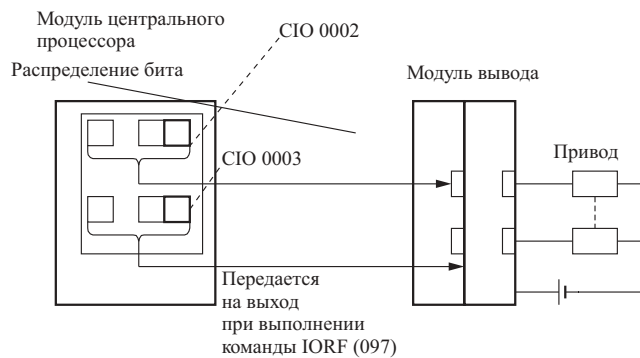 Модуль центрального
процессора
CIO 0002
Распределение бита
Модуль вывода
CIO 0003
Привод
Передается
на выход
при выполнении
команды IORF (097)